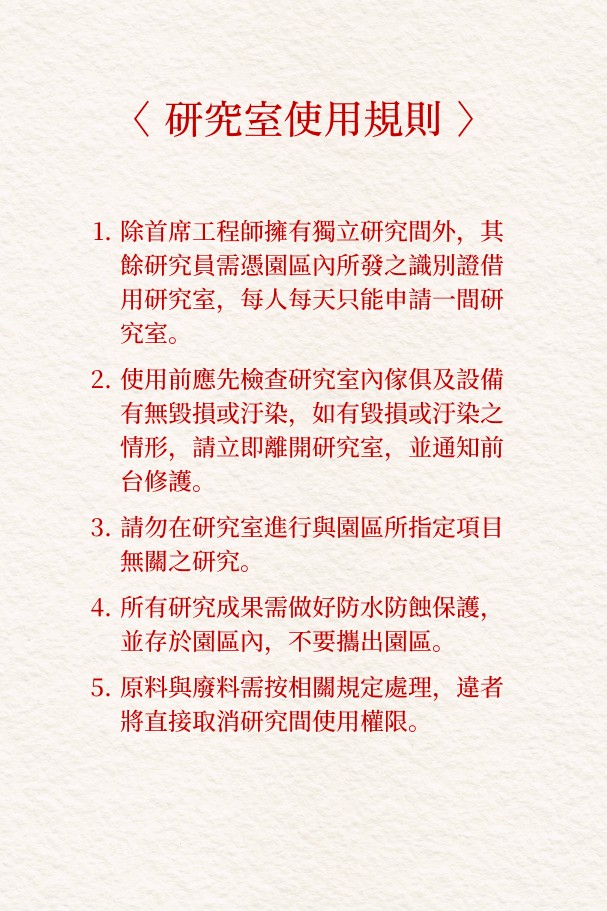 〈 研究室使用規則 〉
1. 除首席工程師擁有獨立研究間外，其
餘研究員需憑園區內所發之識別證借
用研究室，每人每天只能申請一間研
究室。
2. 使用前應先檢查研究室內傢俱及設備
有無毀損或汙染，如有毀損或汙染之
情形，請立即離開研究室，並通知前
台修護。
3. 請勿在研究室進行與園區所指定項目
無關之研究。
4. 所有研究成果需做好防水防蝕保護，
並存於園區內，不要攜出園區。
5. 原料與廢料需按相關規定處理，違者
將直接取消研究間使用權限。